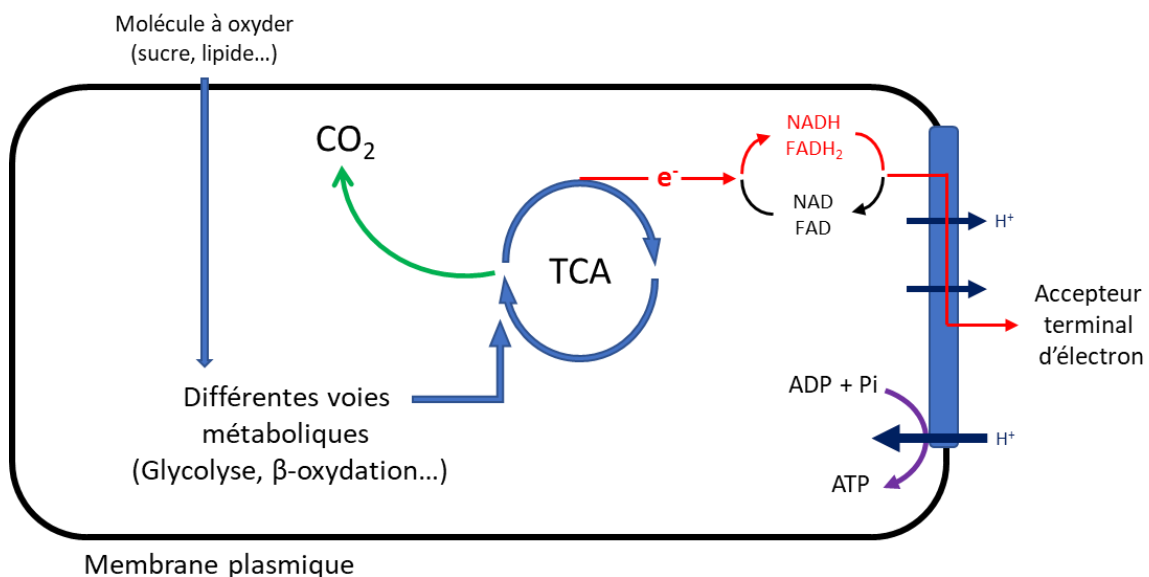 Molécule à oxyder
(sucre, lipide…)
CO₂
TCA
e⁻
NADH
FADH₂
NAD
FAD
H⁺
Accepteur
terminal
d'électron
Différentes voies
métaboliques
(Glycolyse, β-oxydation…)
ADP + Pi
H⁺
ATP
Membrane plasmique